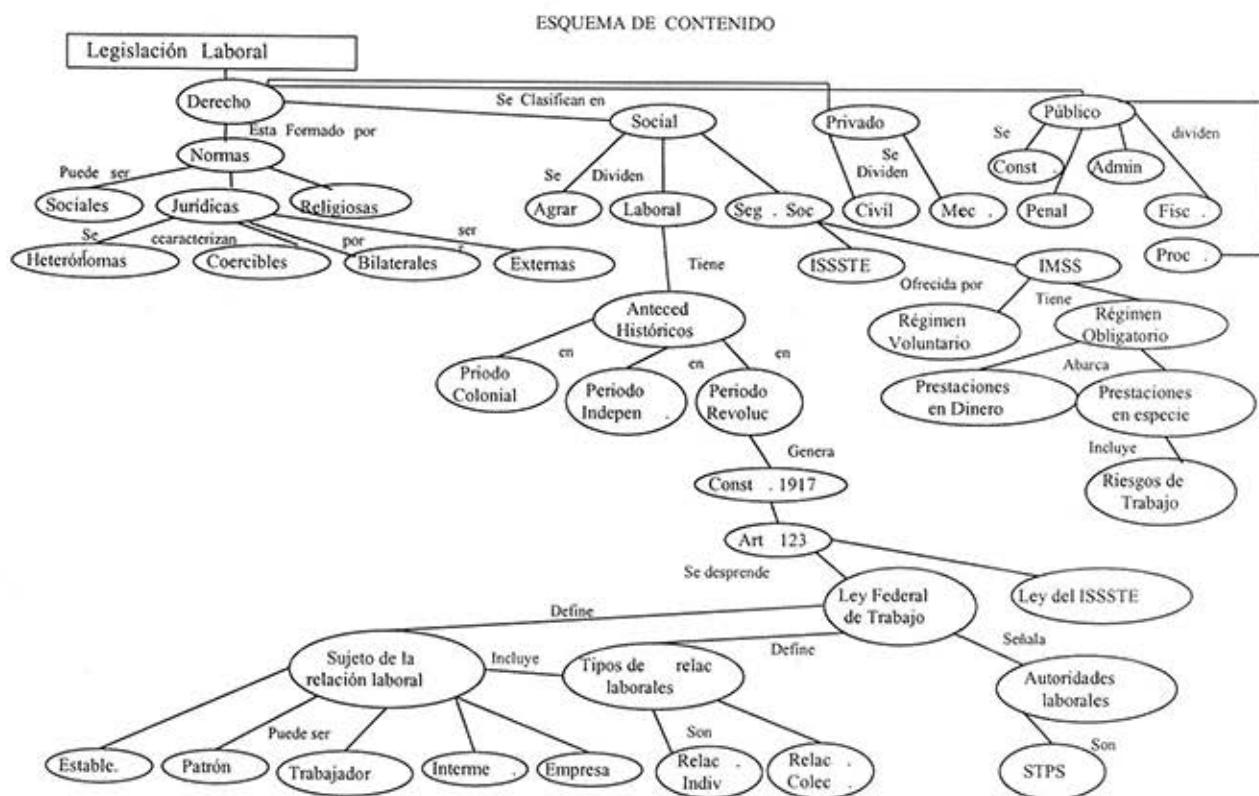 ESQUEMA DE CONTENIDO
Legislación Laboral
Derecho
Se Clasifican en
Social
Privado
Público
Esta Formado por
Normas
Se
dividen
Puede ser
Se Dividen
Se
Dividen
Const .
Admin
Sociales
Jurídicas
Religiosas
Agrar
Laboral
Seg . Soc
Civil
Mec .
Penal
Fisc .
Se
ccaracterizan
por
ser
Heterónomas
Coercibles
Bilaterales
Externas
Tiene
ISSSTE
IMSS
Proc .
Ofrecida por
Tiene
Anteced
Históricos
Régimen
Voluntario
Régimen
Obligatorio
en
en
en
Abarca
Priodo
Colonial
Periodo
Indepen .
Periodo
Revoluc
Prestaciones
en Dinero
Prestaciones
en especie
Genera
Incluye
Const . 1917
Riesgos de
Trabajo
Art 123
Se desprende
Ley Federal
de Trabajo
Ley del ISSSTE
Define
Define
Señala
Sujeto de la
relación laboral
Incluye
Tipos de relac
laborales
Autoridades
laborales
Puede ser
Son
Son
Estable.
Patrón
Trabajador
Interme .
Empresa
Relac .
Indiv
Relac .
Colec .
STPS